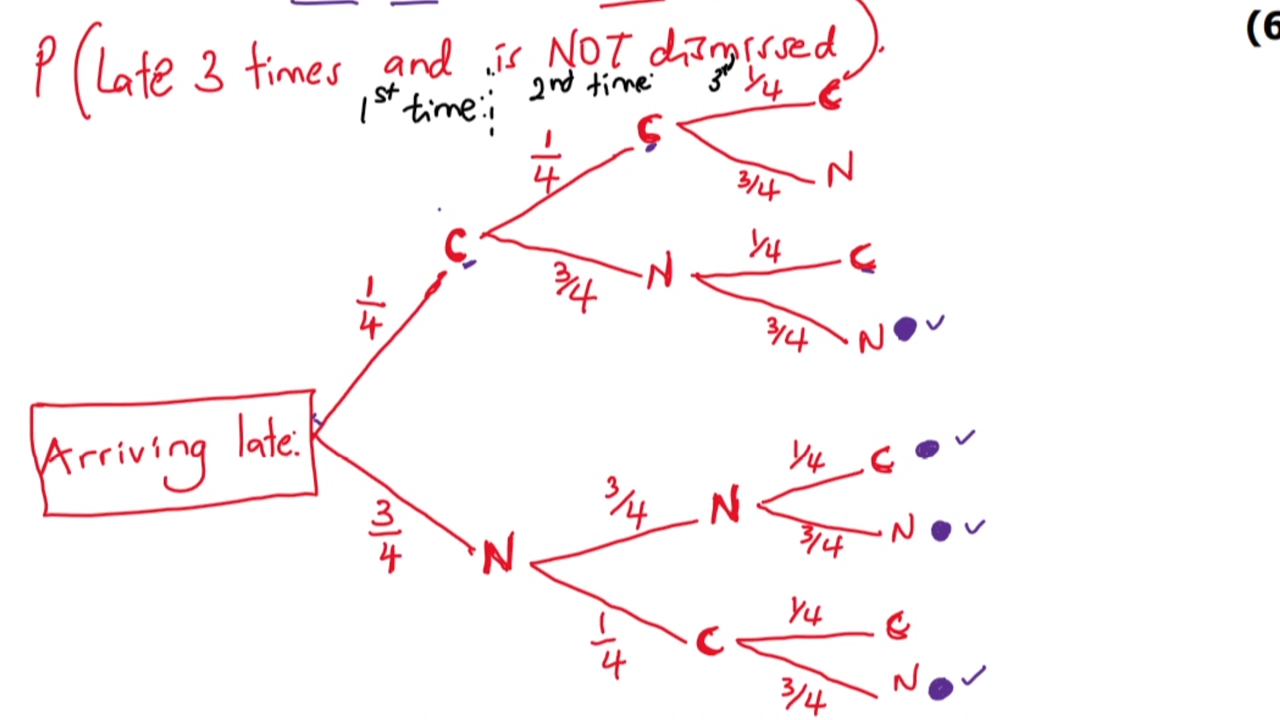 (6
P(Late 3 times and is NOT dismissed).
1st time: 2nd time 3rd
1/4 C
1/4 C
3/4 N
C
1/4 C
1/4
3/4 N
3/4 N
Arriving late:
1/4 C
3/4 N
3/4
3/4 N
N
1/4 C
1/4 C
3/4 N